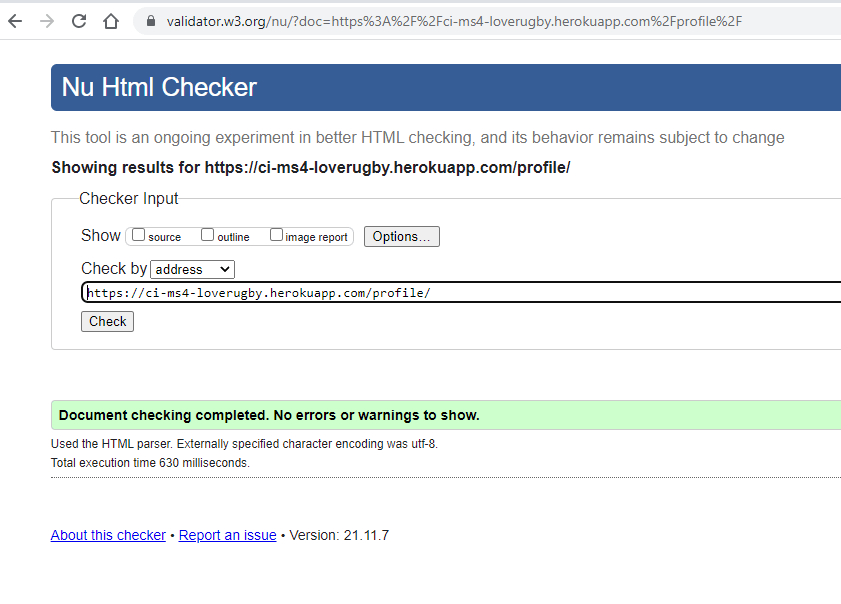 validator.w3.org/nu/?doc=https%3A%2F%2Fci-ms4-loverugby.herokuapp.com%2Fprofile%2F
Nu Html Checker
This tool is an ongoing experiment in better HTML checking, and its behavior remains subject to change
Showing results for https://ci-ms4-loverugby.herokuapp.com/profile/
Checker Input
Show source outline image report Options...
Check by address
https://ci-ms4-loverugby.herokuapp.com/profile/
Check
Document checking completed. No errors or warnings to show.
Used the HTML parser. Externally specified character encoding was utf-8.
Total execution time 630 milliseconds.
About this checker • Report an issue • Version: 21.11.7